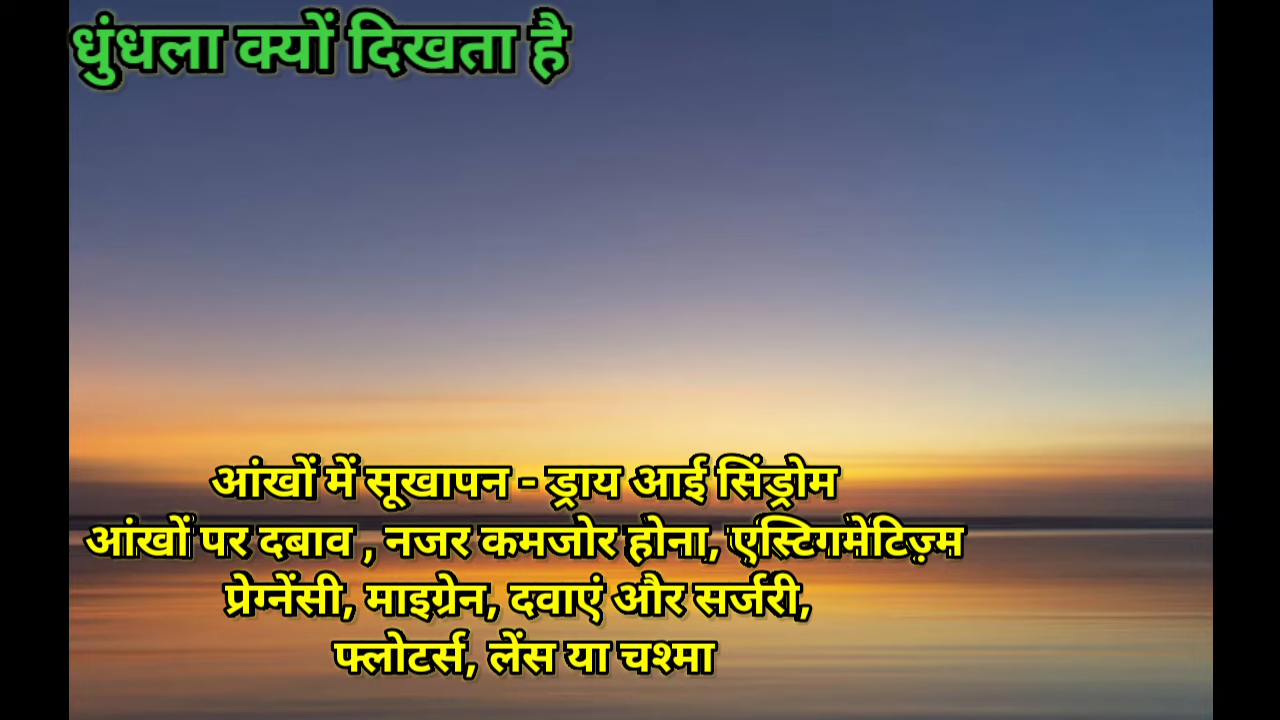 धुंधला क्यों दिखता है
आंखों में सूखापन - ड्राय आई सिंड्रोम
आंखों पर दबाव , नजर कमजोर होना, एस्टिगमेटिज़्म
प्रेग्नेंसी, माइग्रेन, दवाएं और सर्जरी,
फ्लोटर्स, लेंस या चश्मा